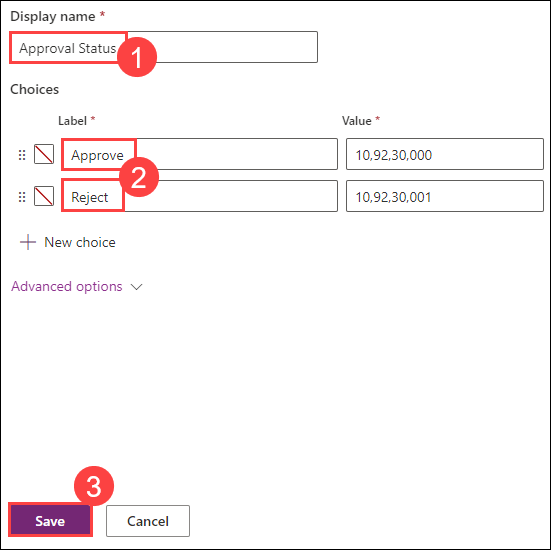 Display name *
Approval Status
1
Choices
Label * Value *
Approve 10,92,30,000
2
Reject 10,92,30,001
New choice
Advanced options
3
Save Cancel